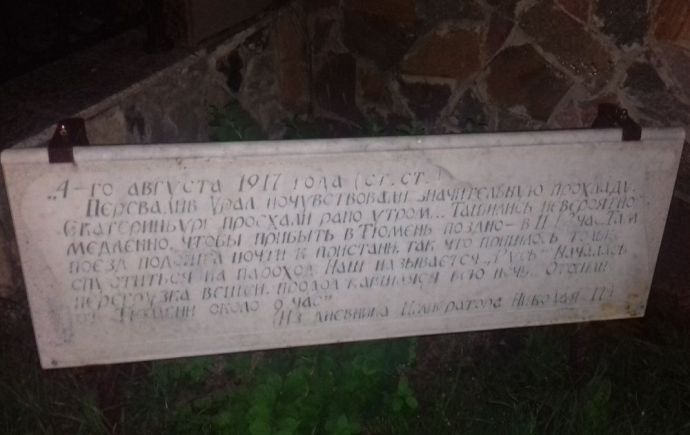 „4-го августа 1917 года (ст. ст.)
Перевалив Урал почувствовали значительную прохладу.
Екатеринбург проехали рано утром... Тащились невероятно
медленно, чтобы прибыть в Тюмень поздно - в 11 1/2 час. Там
поезд подошел почти к пристани, так что пришлось только
спуститься на пароход. Наш называется „Русь". Началась
перегрузка вещей, продолжавшаяся всю ночь. Отошли
от Тюмени около 6 час"
(Из дневника Императора Николая II)